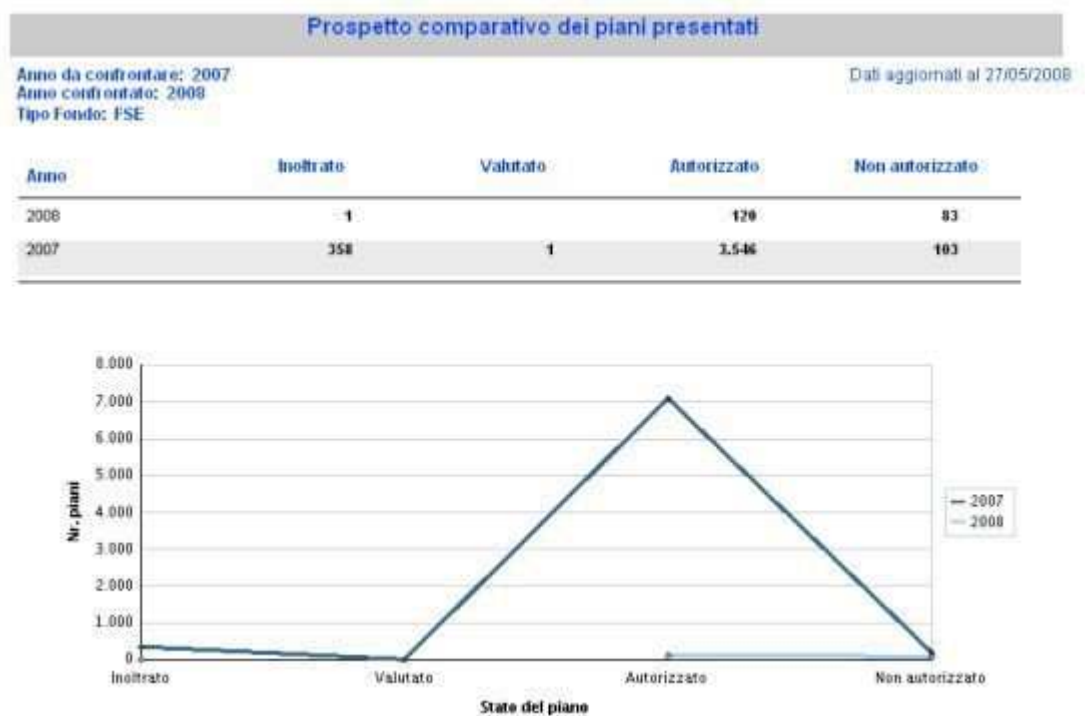 Prospetto comparativo dei piani presentati
Anno da confrontare: 2007
Dati aggiornati al 27/05/2008
Anno confrontato: 2008
Tipo Fondo: FSE
Anno Inoltrato Valutato Autorizzato Non autorizzato
2008 1 120 83
2007 358 1 3.546 103
8.000
7.000
6.000
5.000
4.000
3.000
2.000
1.000
0
Nr. piani
Inoltrato Valutato Autorizzato Non autorizzato
Stato del piano
2007
2008